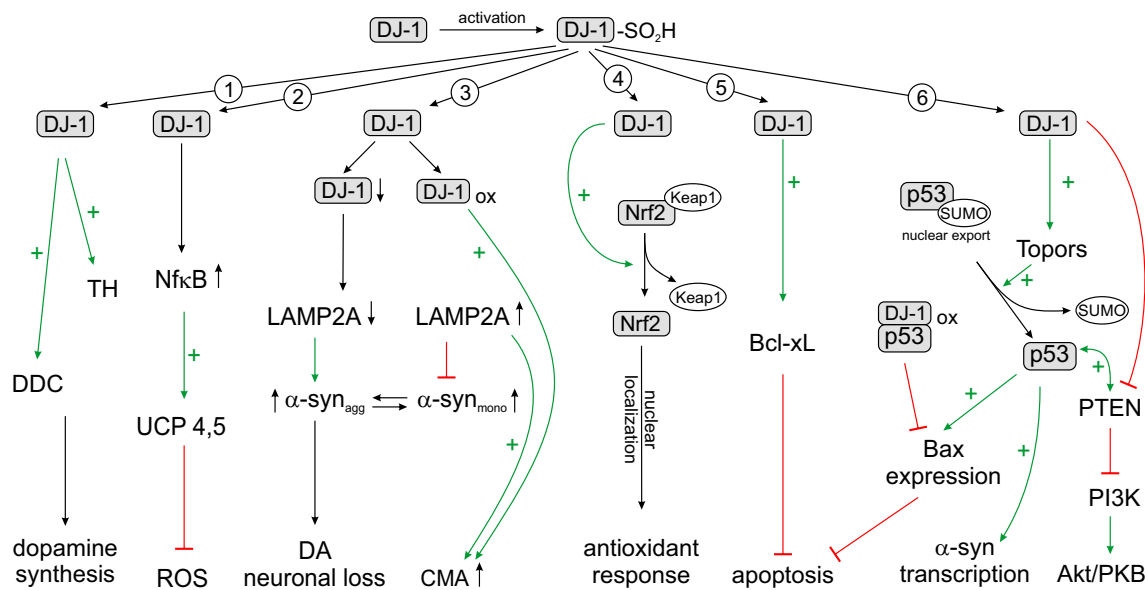 activation
DJ-1
DJ-1 -SO2H
1
2
3
4
5
6
DJ-1
DJ-1
DJ-1
DJ-1
DJ-1
DJ-1
DJ-1 ↓
DJ-1 ox
+
+
+
+
+
+
+
Nrf2 Keap1
p53 SUMO
nuclear export
Topors
+
TH
NfκB ↑
Keap1
SUMO
LAMP2A ↓
LAMP2A ↑
Nrf2
DJ-1 ox
p53
p53
+
Bcl-xL
+
+
DDC
↑ α-synagg
α-synmono ↑
PTEN
UCP 4,5
nuclear
localization
+
+
Bax
expression
+
PI3K
dopamine
synthesis
ROS
DA
neuronal loss
CMA ↑
antioxidant
response
apoptosis
α-syn
transcription
Akt/PKB